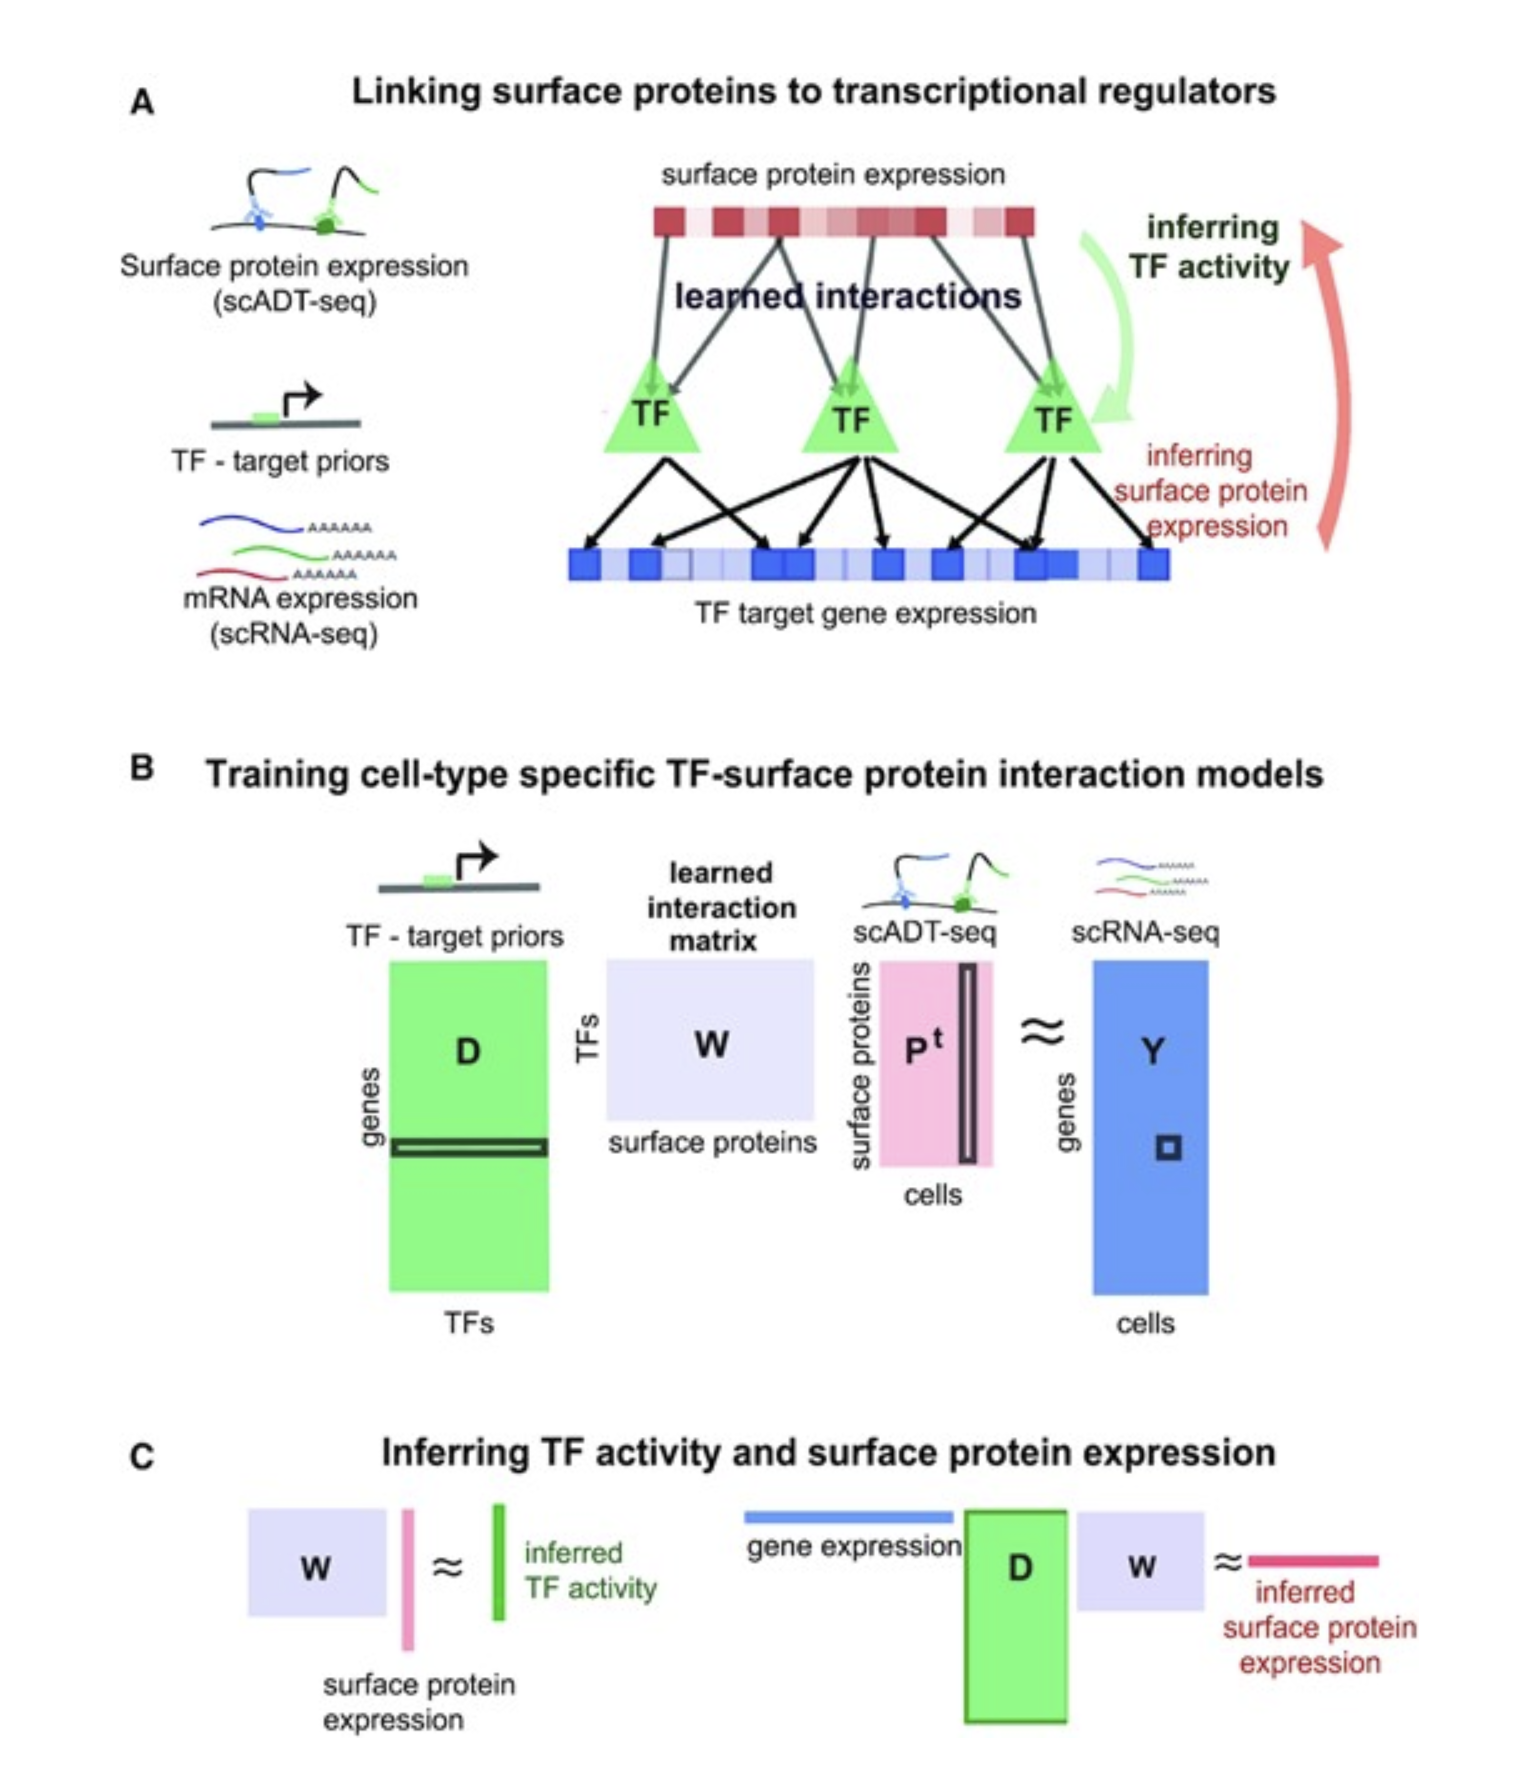 A
Linking surface proteins to transcriptional regulators
Surface protein expression
(scADT-seq)
TF - target priors
AAAAAA
AAAAAA
AAAAAA
mRNA expression
(scRNA-seq)
surface protein expression
learned interactions
TF
TF
TF
TF target gene expression
inferring
TF activity
inferring
surface protein
expression
B
Training cell-type specific TF-surface protein interaction models
TF - target priors
genes
D
TFs
learned
interaction
matrix
TFs
W
surface proteins
scADT-seq
surface proteins
P t
cells
≈
AAAAAA
AAAAAA
AAAAAA
scRNA-seq
genes
Y
cells
C
Inferring TF activity and surface protein expression
W
≈
inferred
TF activity
surface protein
expression
gene expression
D
W
≈
inferred
surface protein
expression